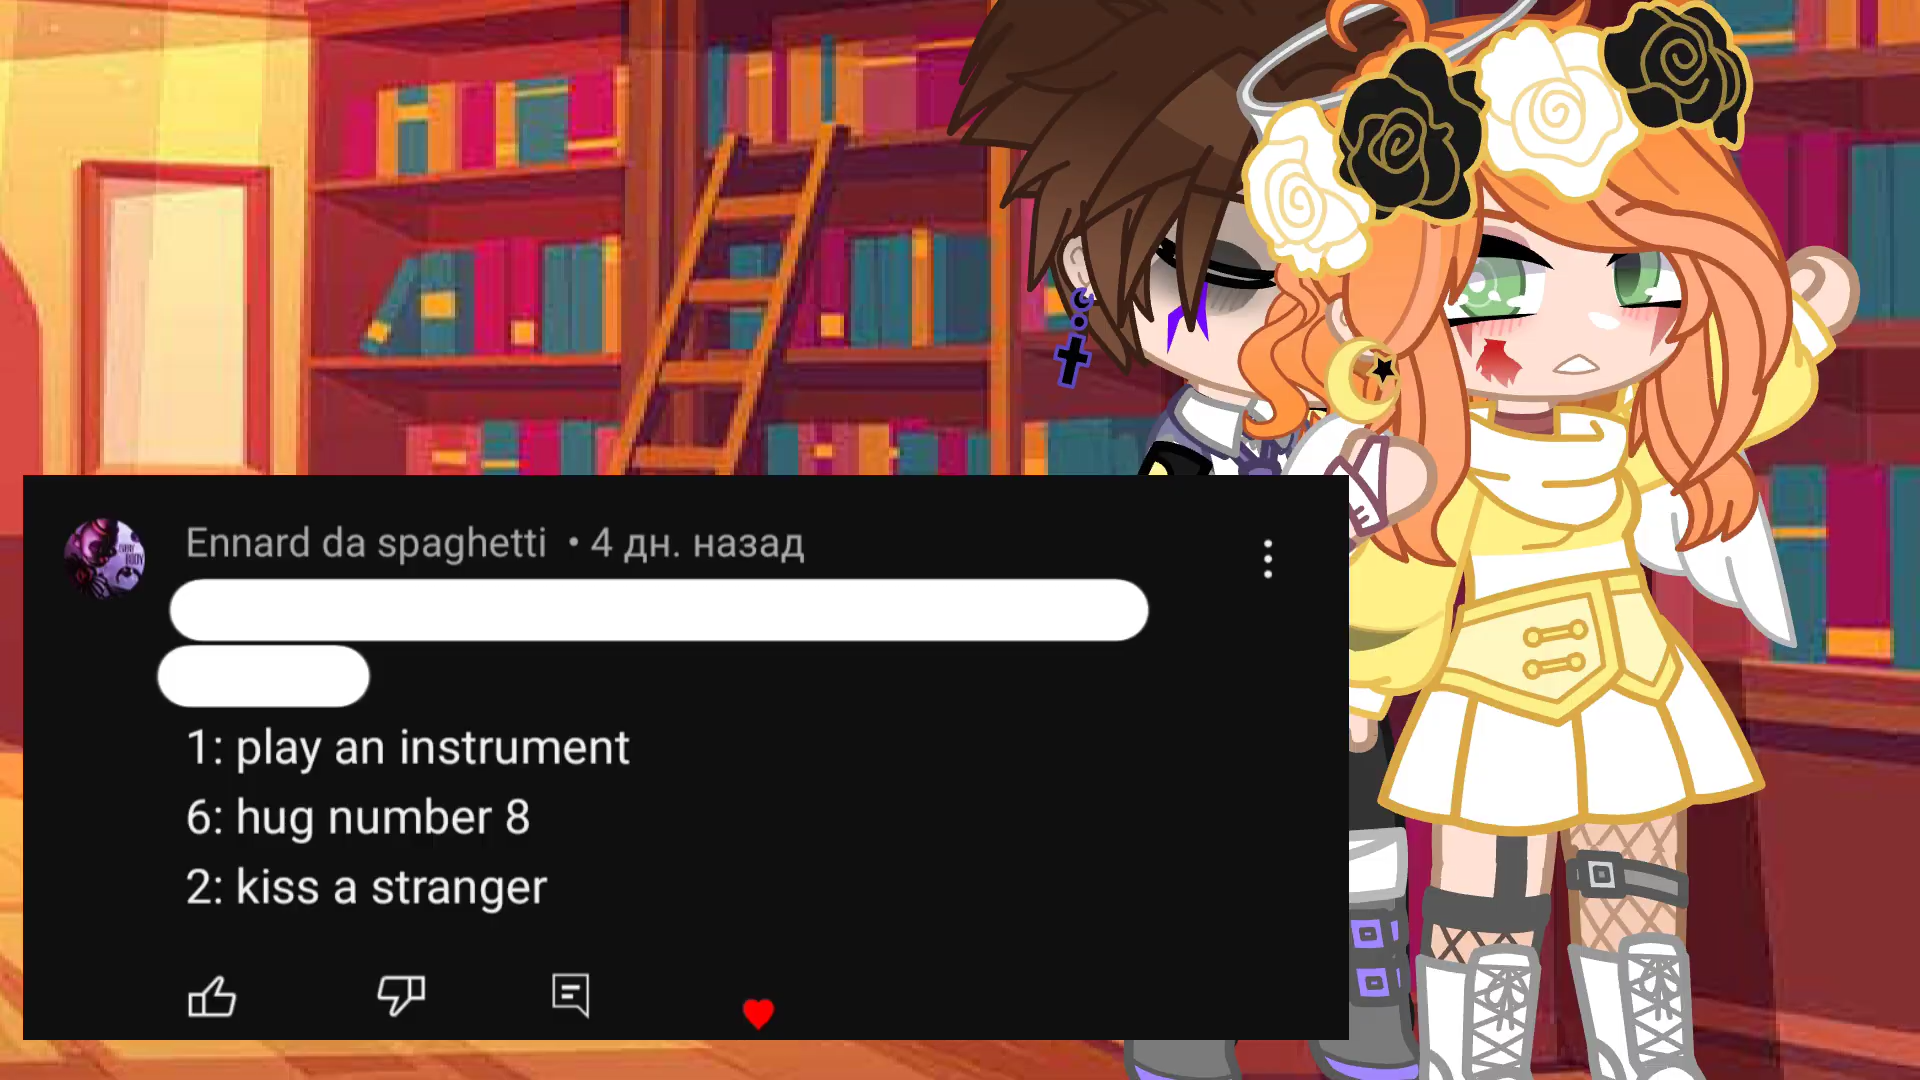 Ennard da spaghetti • 4 дн. назад
1: play an instrument
6: hug number 8
2: kiss a stranger